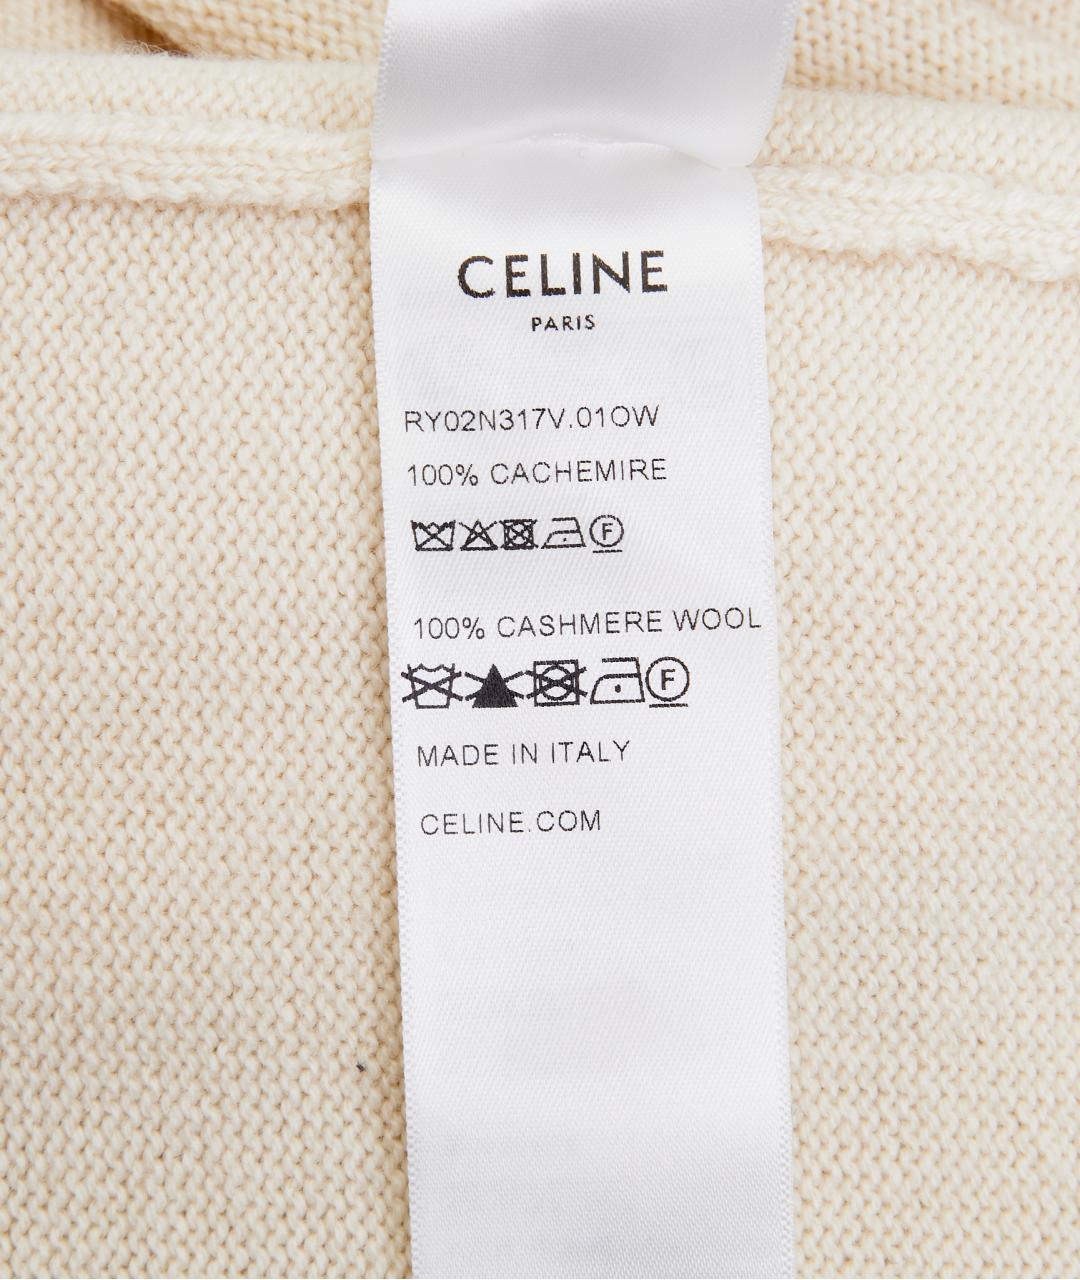 CELINE
PARIS
RY02N317V.01OW
100% CACHEMIRE
F
100% CASHMERE WOOL
F
MADE IN ITALY
CELINE.COM